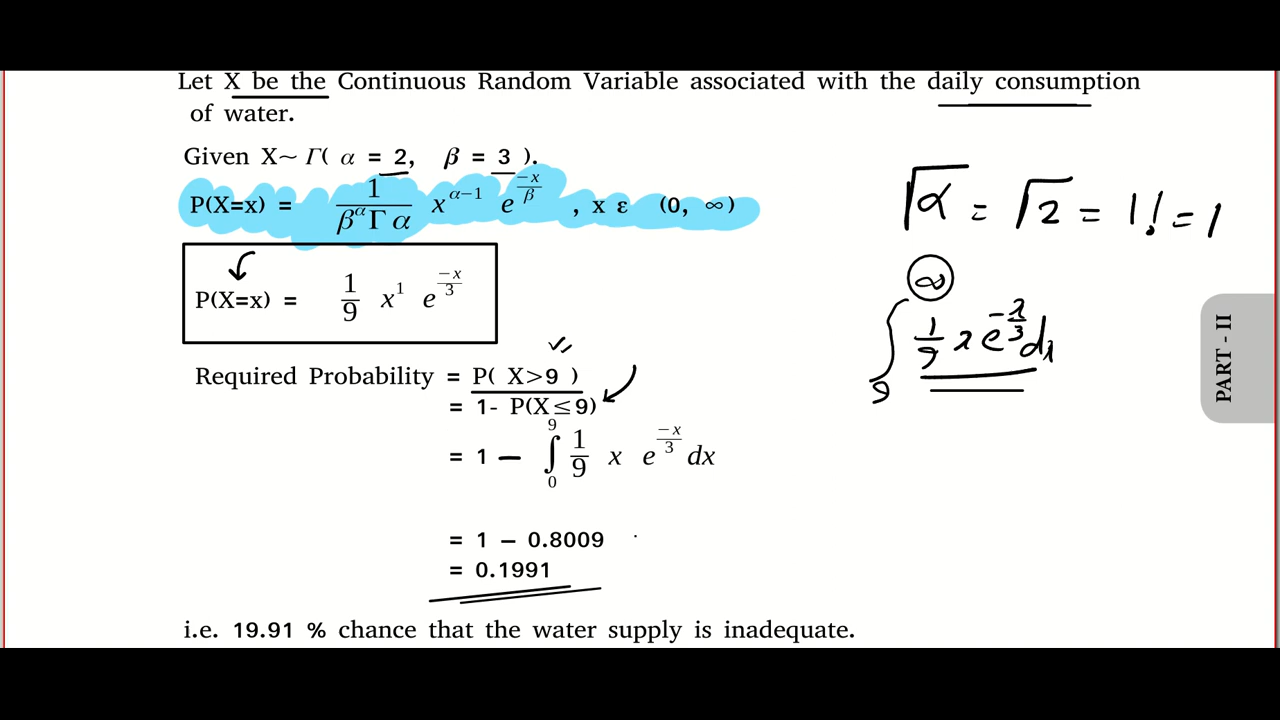 Let X be the Continuous Random Variable associated with the daily consumption
of water.
Given X~ Γ( α = 2, β = 3 ).
P(X=x) = 1/(β^α Γ α) x^(α−1) e^(−x/β) , x ε (0, ∞)
P(X=x) = 1/9 x^1 e^(−x/3)
Required Probability = P( X>9 )
= 1- P(X≤9)
= 1 − ∫_0^9 1/9 x e^(−x/3) dx
= 1 − 0.8009
= 0.1991
i.e. 19.91 % chance that the water supply is inadequate.
Γα = Γ2 = 1! = 1
∫_9^∞ 1/9 x e^(−x/3) dx
PART - II